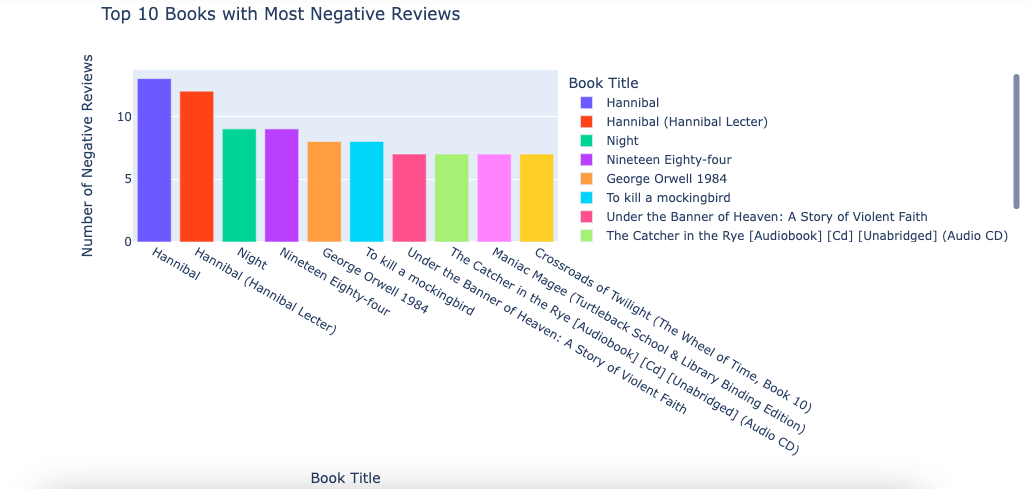 Top 10 Books with Most Negative Reviews
Number of Negative Reviews
10
5
0
Book Title
Hannibal
Hannibal (Hannibal Lecter)
Night
Nineteen Eighty-four
George Orwell 1984
To kill a mockingbird
Under the Banner of Heaven: A Story of Violent Faith
The Catcher in the Rye [Audiobook] [Cd] [Unabridged] (Audio CD)
Hannibal
Hannibal (Hannibal Lecter)
Night
Nineteen Eighty-four
George Orwell 1984
To kill a mockingbird
Under the Banner of Heaven: A Story of Violent Faith
The Catcher in the Rye [Audiobook] [Cd] [Unabridged] (Audio CD)
Maniac Magee (Turtleback School & Library Binding Edition)
Crossroads of Twilight (The Wheel of Time, Book 10)
Book Title